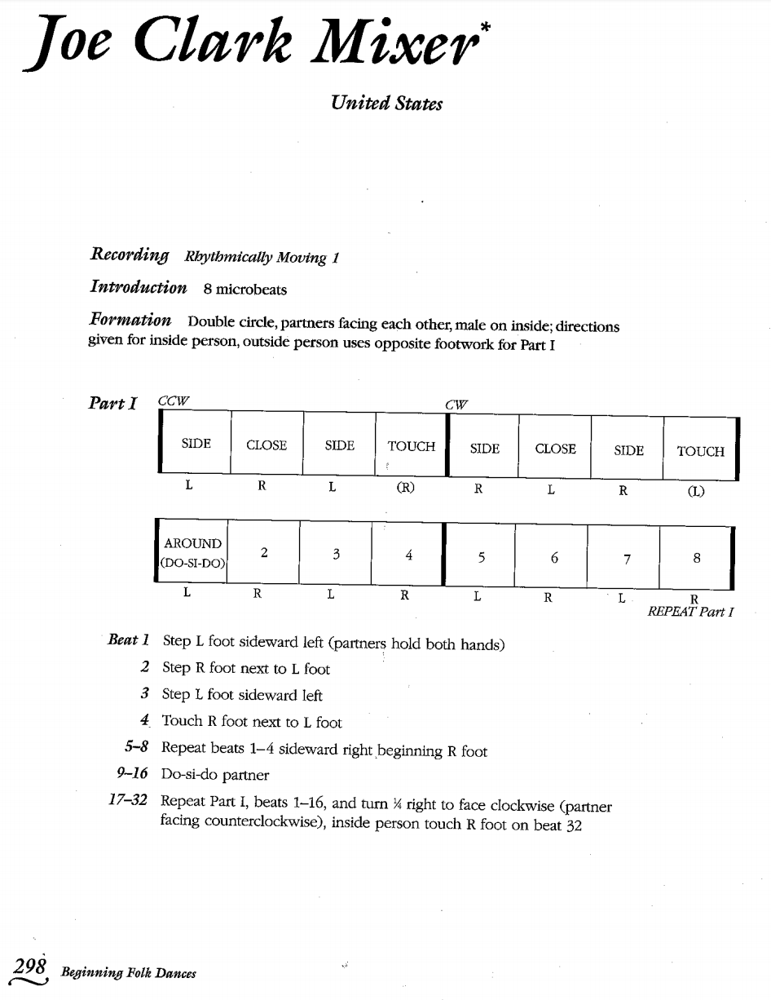 Joe Clark Mixer*
United States
Recording Rhythmically Moving 1
Introduction 8 microbeats
Formation Double circle, partners facing each other, male on inside; directions
given for inside person, outside person uses opposite footwork for Part I
Part I CCW CW
SIDE CLOSE SIDE TOUCH SIDE CLOSE SIDE TOUCH
L R L (R) R L R (L)
AROUND
(DO-SI-DO) 2 3 4 5 6 7 8
L R L R L R L R
REPEAT Part I
Beat 1 Step L foot sideward left (partners hold both hands)
2 Step R foot next to L foot
3 Step L foot sideward left
4 Touch R foot next to L foot
5–8 Repeat beats 1–4 sideward right beginning R foot
9–16 Do-si-do partner
17–32 Repeat Part I, beats 1–16, and turn ¼ right to face clockwise (partner
facing counterclockwise), inside person touch R foot on beat 32
298 Beginning Folk Dances